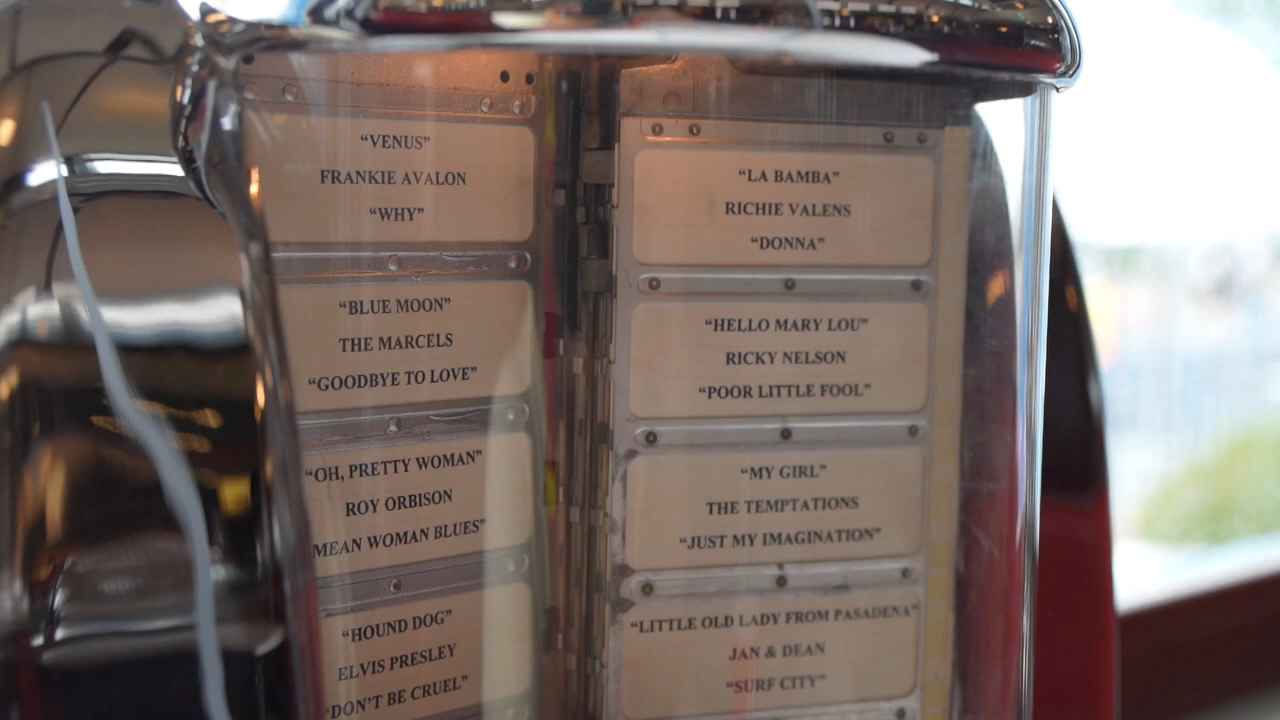 “VENUS”
FRANKIE AVALON
“WHY”
“BLUE MOON”
THE MARCELS
“GOODBYE TO LOVE”
“OH, PRETTY WOMAN”
ROY ORBISON
MEAN WOMAN BLUES”
“HOUND DOG”
ELVIS PRESLEY
“DON’T BE CRUEL”
“LA BAMBA”
RICHIE VALENS
“DONNA”
“HELLO MARY LOU”
RICKY NELSON
“POOR LITTLE FOOL”
“MY GIRL”
THE TEMPTATIONS
“JUST MY IMAGINATION”
“LITTLE OLD LADY FROM PASADENA”
JAN & DEAN
“SURF CITY”